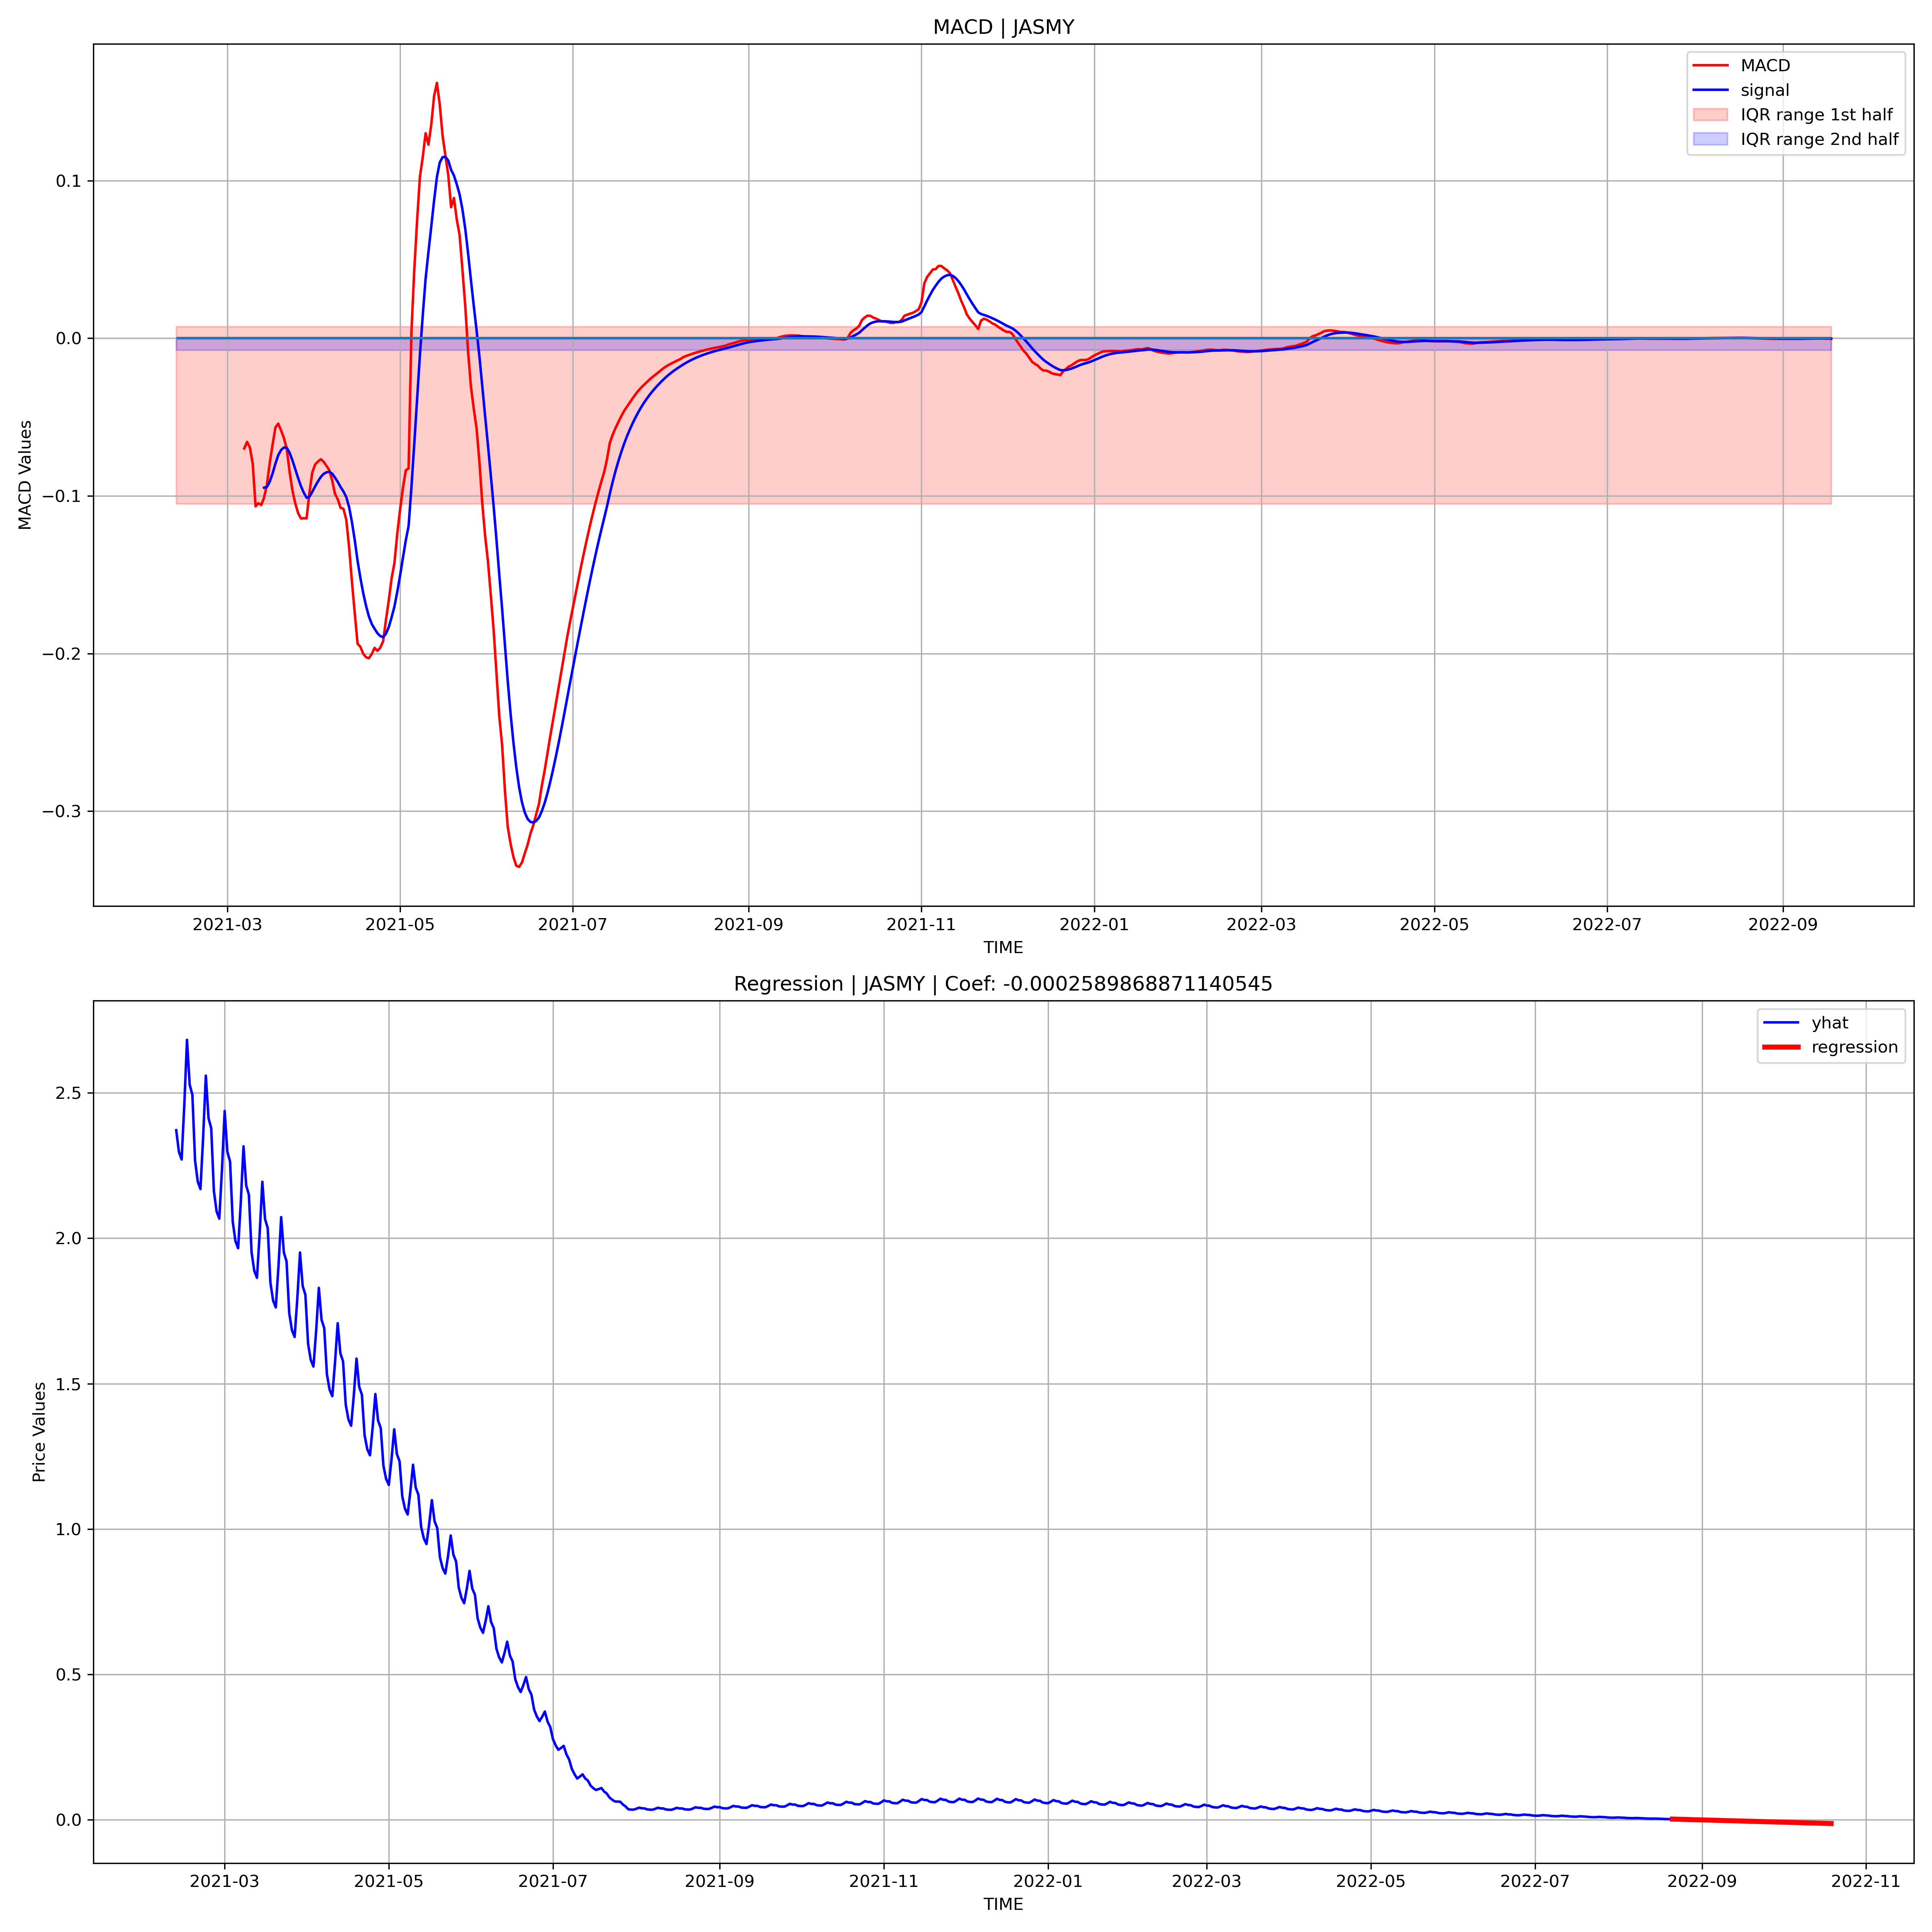 MACD | JASMY
MACD
signal
IQR range 1st half
IQR range 2nd half
MACD Values
0.1
0.0
−0.1
−0.2
−0.3
2021-03
2021-05
2021-07
2021-09
2021-11
2022-01
2022-03
2022-05
2022-07
2022-09
TIME
Regression | JASMY | Coef: -0.0002589868871140545
yhat
regression
Price Values
2.5
2.0
1.5
1.0
0.5
0.0
2021-03
2021-05
2021-07
2021-09
2021-11
2022-01
2022-03
2022-05
2022-07
2022-09
2022-11
TIME